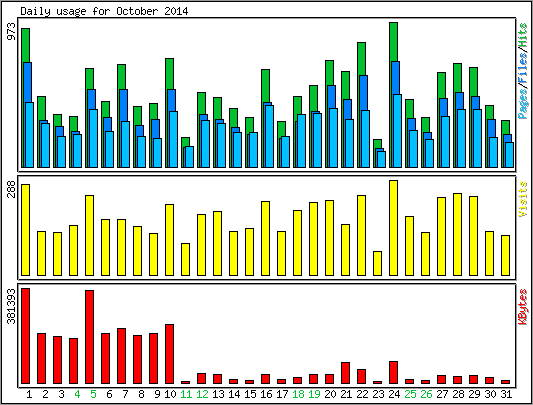 Daily usage for October 2014
973
Pages/Files/Hits
288
Visits
381393
KBytes
1 2 3 4 5 6 7 8 9 10 11 12 13 14 15 16 17 18 19 20 21 22 23 24 25 26 27 28 29 30 31